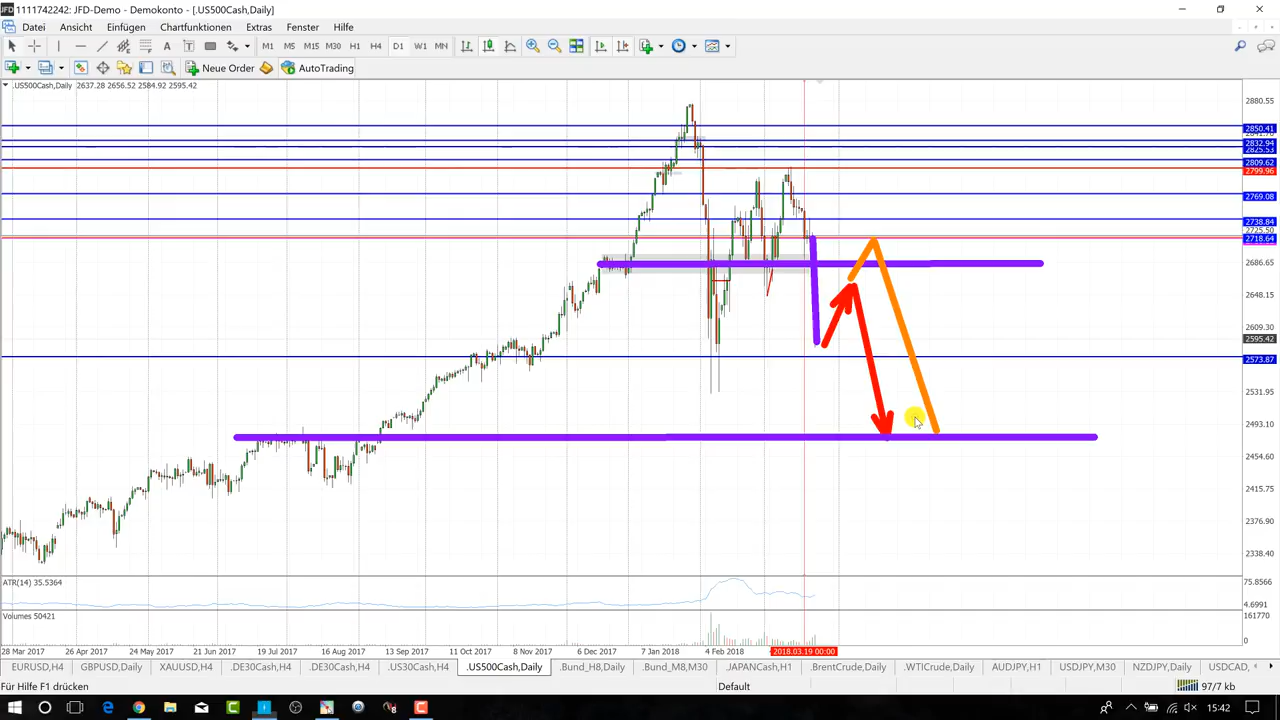 JFD 1111742242: JFD-Demo - Demokonto - [.US500Cash,Daily]
Datei Ansicht Einfügen Chartfunktionen Extras Fenster Hilfe
M1 M5 M15 M30 H1 H4 D1 W1 MN
Neue Order AutoTrading
.US500Cash,Daily 2637.28 2656.52 2584.92 2595.42
2880.55
2850.41
2832.94
2825.53
2809.62
2799.96
2769.08
2738.84
2725.50
2718.64
2686.65
2648.15
2609.30
2595.42
2573.87
2531.95
2493.10
2454.60
2415.75
2376.90
2338.40
ATR(14) 35.5364 75.8566
4.6991
Volumes 50421 161770
0
28 Mar 2017 26 Apr 2017 24 May 2017 21 Jun 2017 19 Jul 2017 16 Aug 2017 13 Sep 2017 11 Oct 2017 8 Nov 2017 6 Dec 2017 7 Jan 2018 4 Feb 2018 2018.03.19 00:00
EURUSD,H4 GBPUSD,Daily XAUUSD,H4 .DE30Cash,H4 .DE30Cash,H4 .US30Cash,H4 .US500Cash,Daily .Bund_H8,Daily .Bund_M8,M30 .JAPANCash,H1 .BrentCrude,Daily .WTICrude,Daily AUDJPY,H1 USDJPY,M30 NZDJPY,Daily USDCAD,
Für Hilfe F1 drücken Default 97/7 kb
15:42